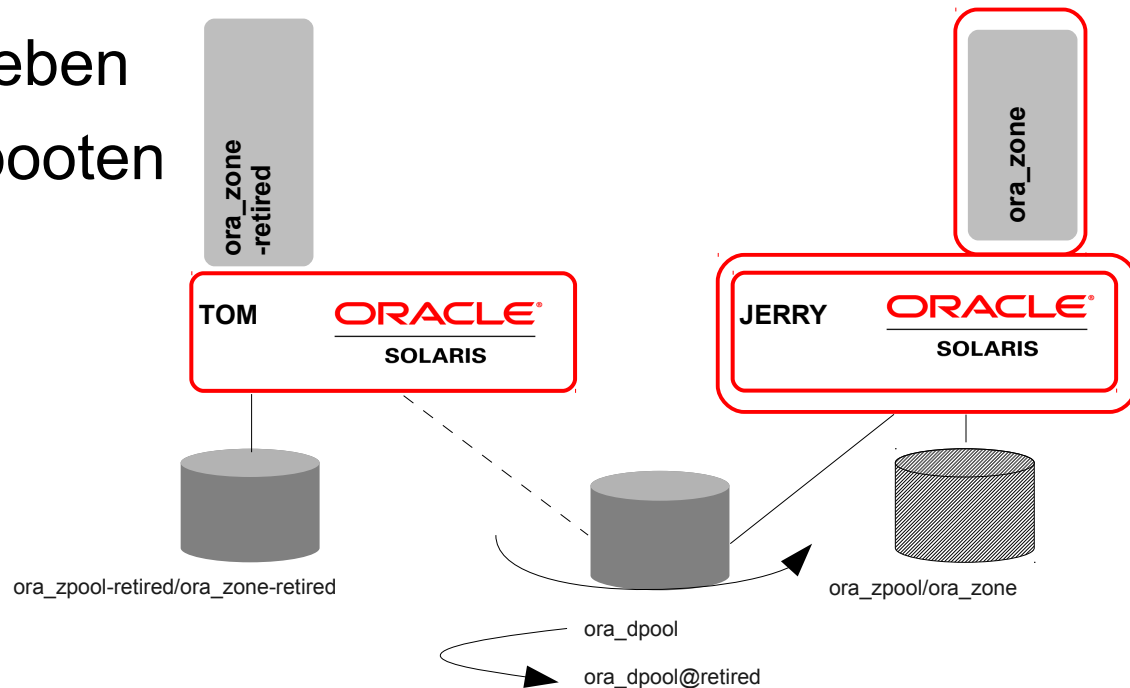 eben
booten
ora_zone
-retired
ora_zone
TOM
ORACLE®
SOLARIS
JERRY
ORACLE®
SOLARIS
ora_zpool-retired/ora_zone-retired
ora_zpool/ora_zone
ora_dpool
ora_dpool@retired